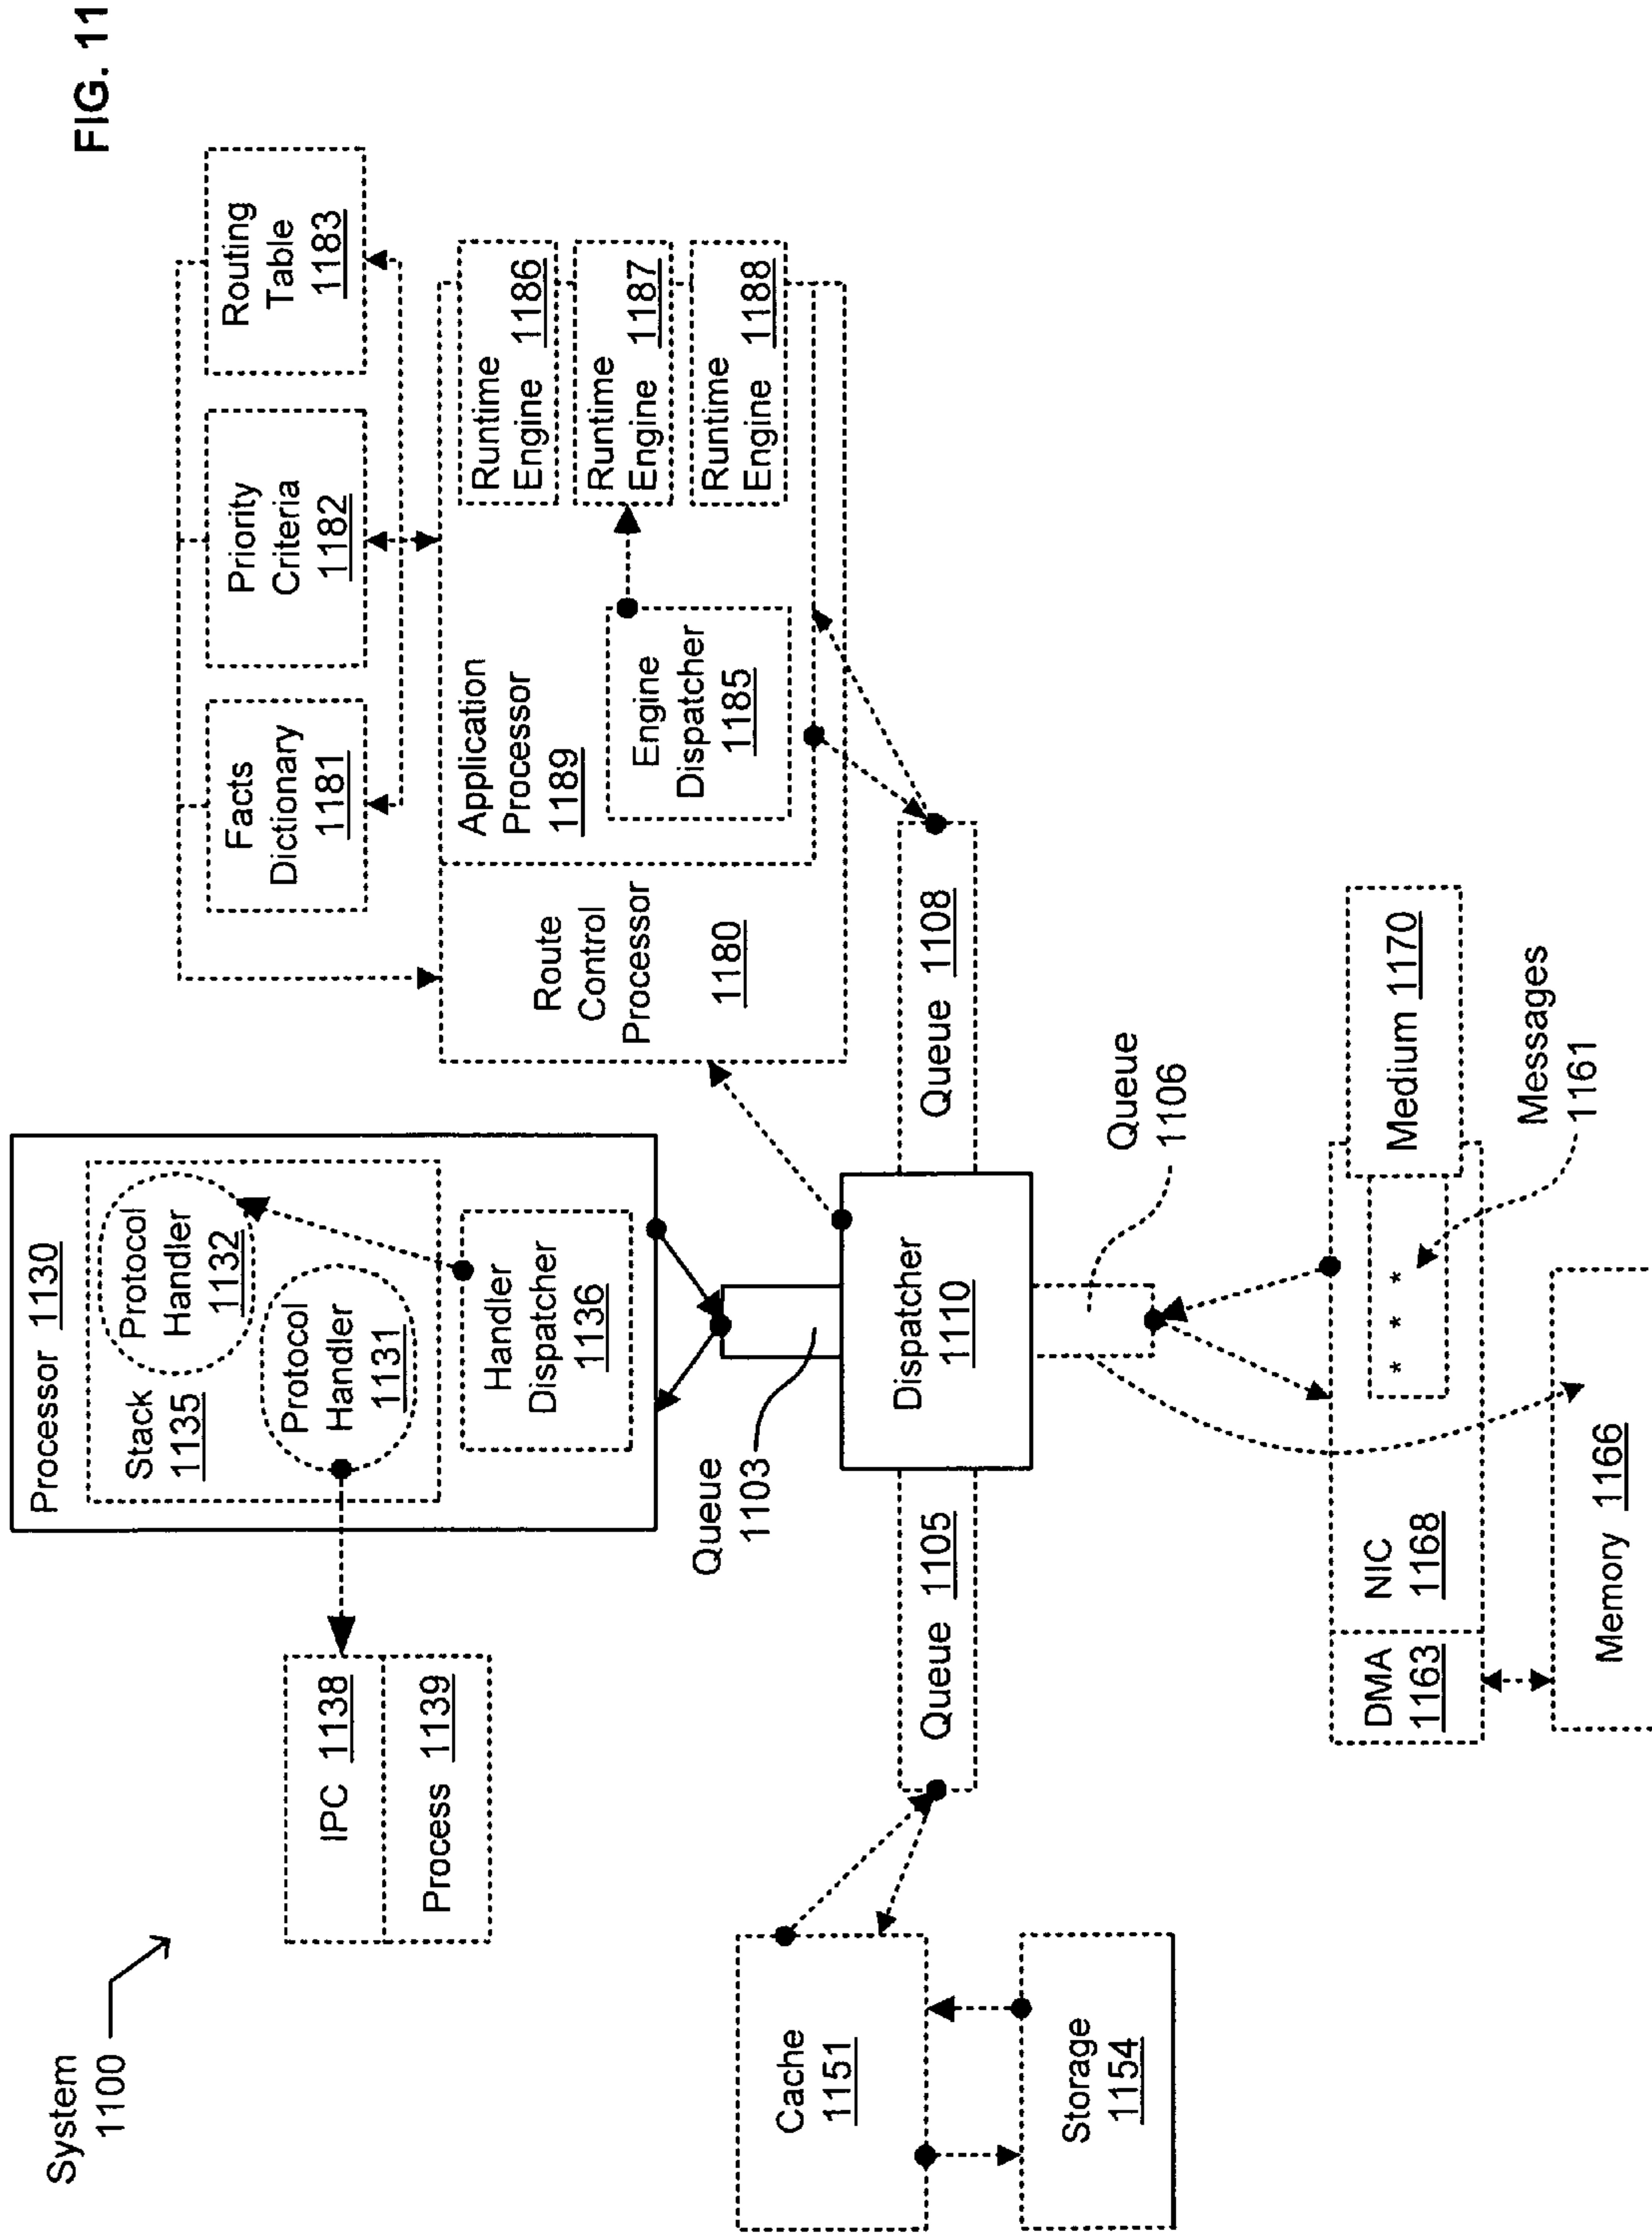 FIG. 11
System
1100
Processor 1130
Stack
1135
Protocol
Handler
1132
Protocol
Handler
1131
Handler
Dispatcher
1136
IPC 1138
Process 1139
Facts
Dictionary
1181
Priority
Criteria
1182
Routing
Table
1183
Route
Control
Processor
1180
Application
Processor
1189
Engine
Dispatcher
1185
Runtime
Engine 1186
Runtime
Engine 1187
Runtime
Engine 1188
Queue
1103
Cache
1151
Storage
1154
Queue 1105
Dispatcher
1110
Queue 1108
Queue
1106
DMA
1163
NIC
1168
* * *
Medium 1170
Messages
1161
Memory 1166